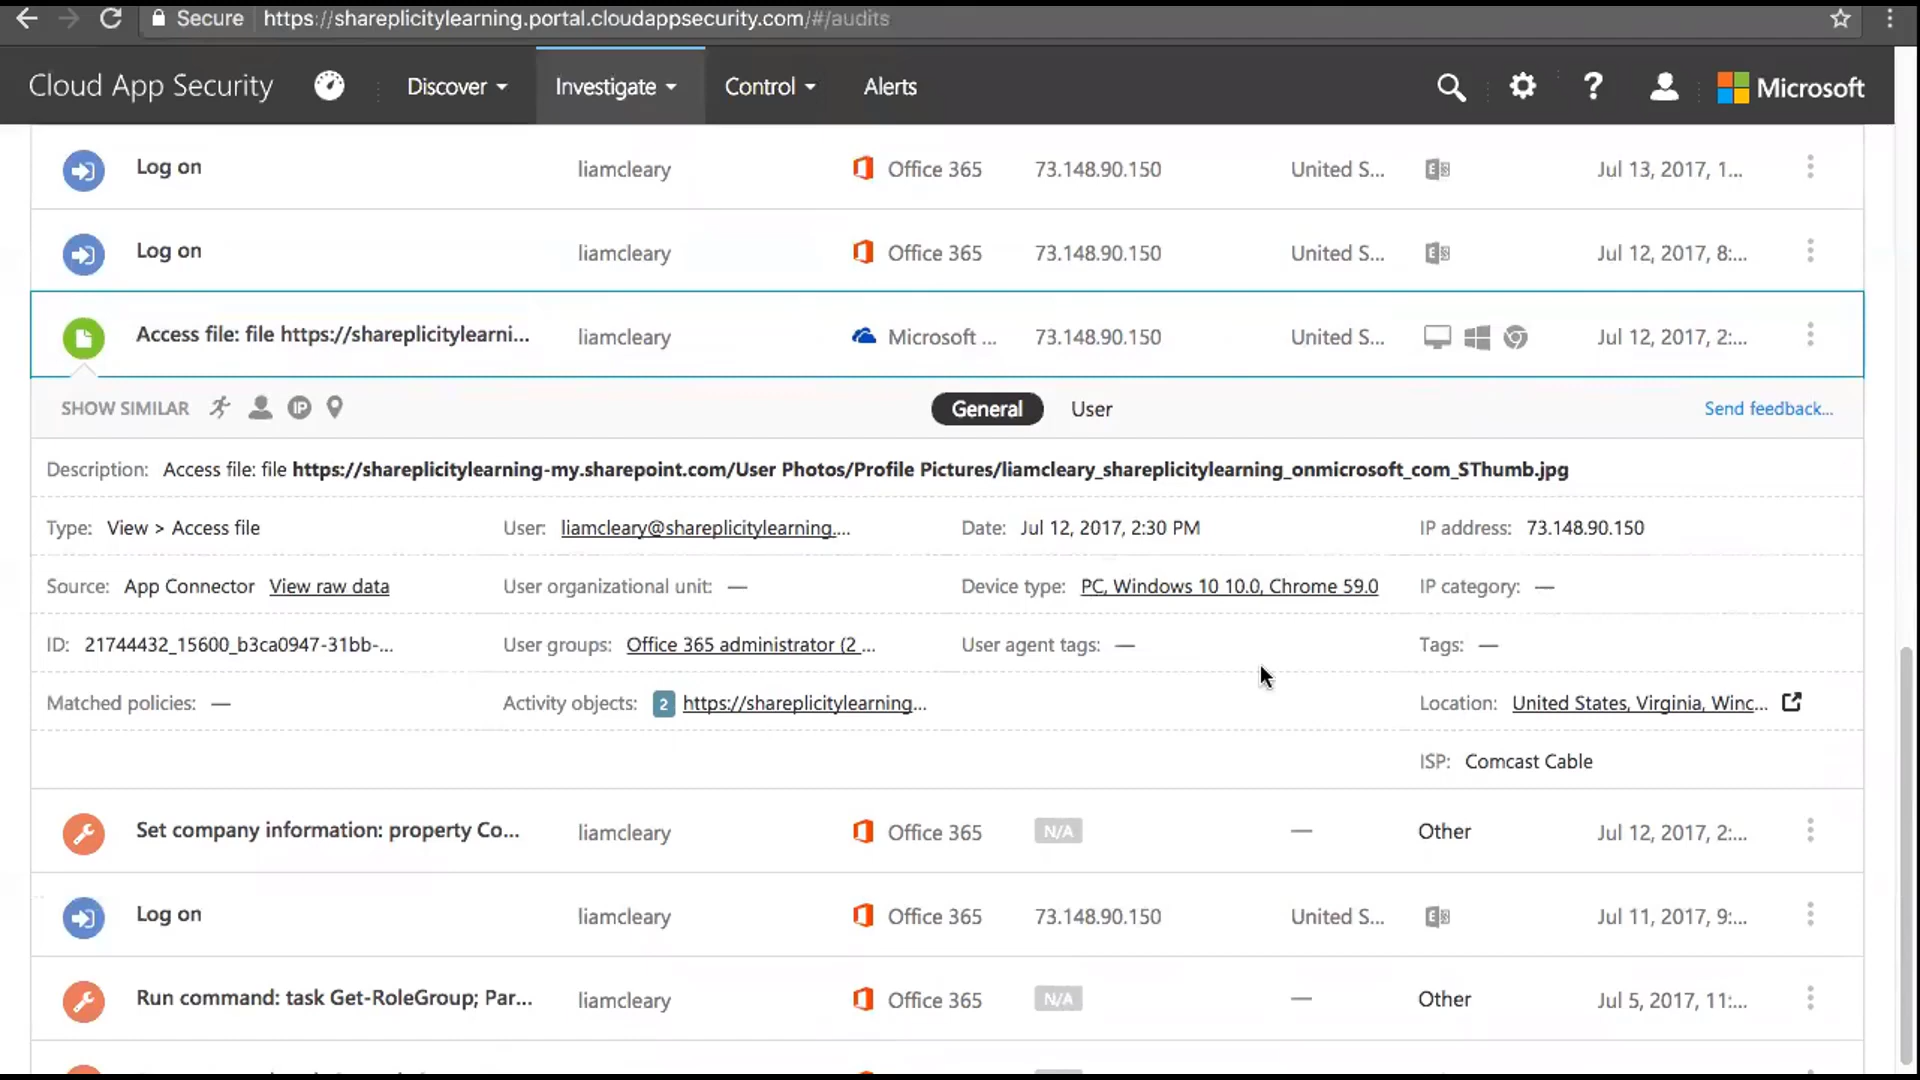 Secure https://shareplicitylearning.portal.cloudappsecurity.com/#/audits
Cloud App Security Discover Investigate Control Alerts ? Microsoft
Log on liamcleary Office 365 73.148.90.150 United S... Jul 13, 2017, 1...
Log on liamcleary Office 365 73.148.90.150 United S... Jul 12, 2017, 8:...
Access file: file https://shareplicitylearni... liamcleary Microsoft ... 73.148.90.150 United S... Jul 12, 2017, 2:...
SHOW SIMILAR IP General User Send feedback...
Description: Access file: file https://shareplicitylearning-my.sharepoint.com/User Photos/Profile Pictures/liamcleary_shareplicitylearning_onmicrosoft_com_SThumb.jpg
Type: View > Access file User: liamcleary@shareplicitylearning.... Date: Jul 12, 2017, 2:30 PM IP address: 73.148.90.150
Source: App Connector View raw data User organizational unit: — Device type: PC, Windows 10 10.0, Chrome 59.0 IP category: —
ID: 21744432_15600_b3ca0947-31bb-... User groups: Office 365 administrator (2 ... User agent tags: — Tags: —
Matched policies: — Activity objects: 2 https://shareplicitylearning... Location: United States, Virginia, Winc...
ISP: Comcast Cable
Set company information: property Co... liamcleary Office 365 N/A — Other Jul 12, 2017, 2:...
Log on liamcleary Office 365 73.148.90.150 United S... Jul 11, 2017, 9:...
Run command: task Get-RoleGroup; Par... liamcleary Office 365 N/A — Other Jul 5, 2017, 11:...